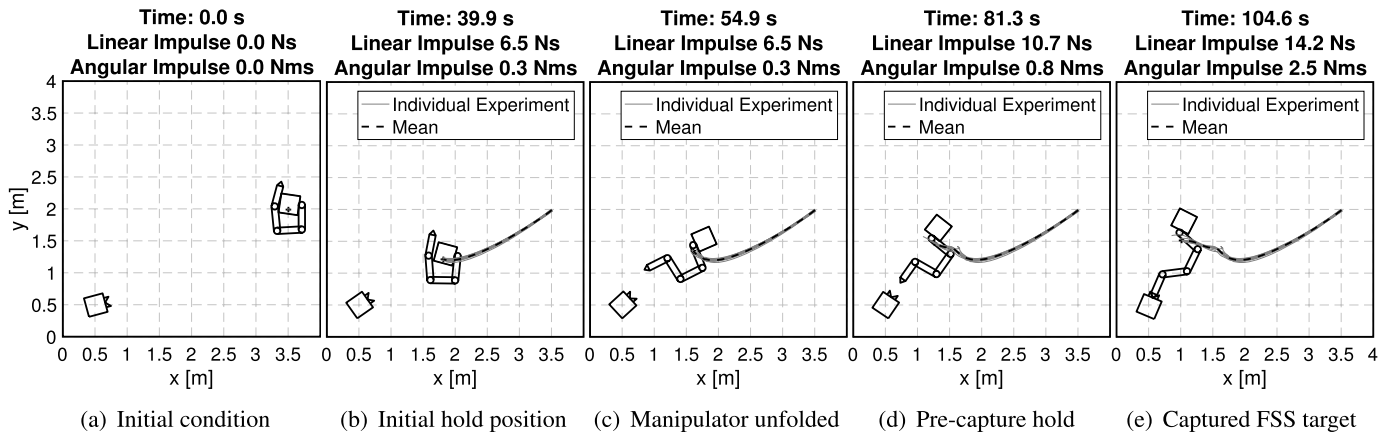 Time: 0.0 s
Linear Impulse 0.0 Ns
Angular Impulse 0.0 Nms
Time: 39.9 s
Linear Impulse 6.5 Ns
Angular Impulse 0.3 Nms
Time: 54.9 s
Linear Impulse 6.5 Ns
Angular Impulse 0.3 Nms
Time: 81.3 s
Linear Impulse 10.7 Ns
Angular Impulse 0.8 Nms
Time: 104.6 s
Linear Impulse 14.2 Ns
Angular Impulse 2.5 Nms
4
3.5
3
2.5
2
1.5
1
0.5
0
y [m]
Individual Experiment
Mean
Individual Experiment
Mean
Individual Experiment
Mean
Individual Experiment
Mean
0 0.5 1 1.5 2 2.5 3 3.5
0 0.5 1 1.5 2 2.5 3 3.5
0 0.5 1 1.5 2 2.5 3 3.5
0 0.5 1 1.5 2 2.5 3 3.5
0 0.5 1 1.5 2 2.5 3 3.5 4
x [m]
x [m]
x [m]
x [m]
x [m]
(a) Initial condition
(b) Initial hold position
(c) Manipulator unfolded
(d) Pre-capture hold
(e) Captured FSS target